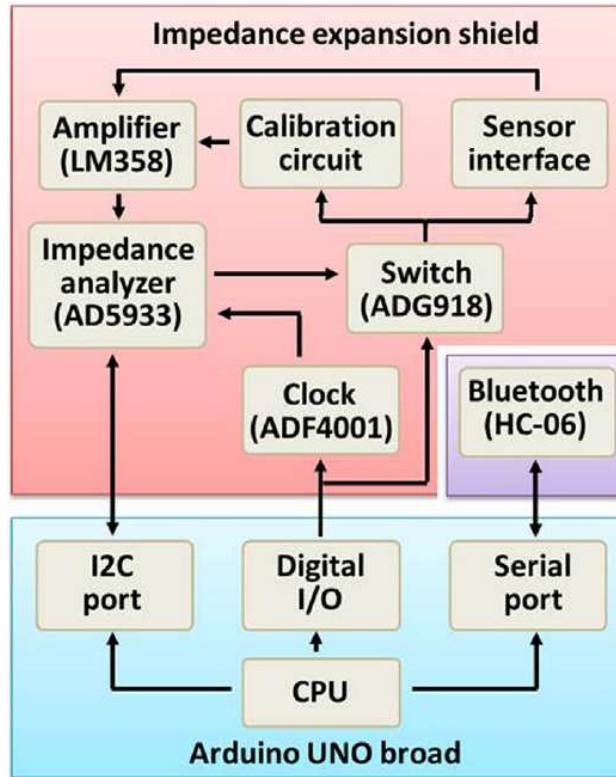 Impedance expansion shield
Amplifier
(LM358)
Calibration
circuit
Sensor
interface
Impedance
analyzer
(AD5933)
Switch
(ADG918)
Clock
(ADF4001)
Bluetooth
(HC-06)
I2C
port
Digital
I/O
Serial
port
CPU
Arduino UNO broad